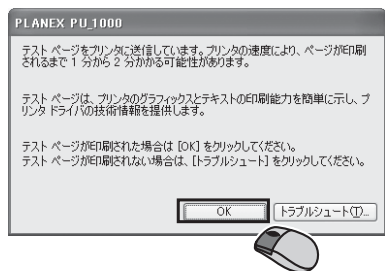 PLANEX PU_1000
テスト ページをプリンタに送信しています。プリンタの速度により、ページが印刷
されるまで 1 分から 2 分かかる可能性があります。
テスト ページは、プリンタのグラフィックスとテキストの印刷能力を簡単に示し、プ
リンタ ドライバの技術情報を提供します。
テスト ページが印刷された場合は [OK] をクリックしてください。
テスト ページが印刷されない場合は、[トラブルシュート] をクリックしてください。
OK
トラブルシュート(T)...